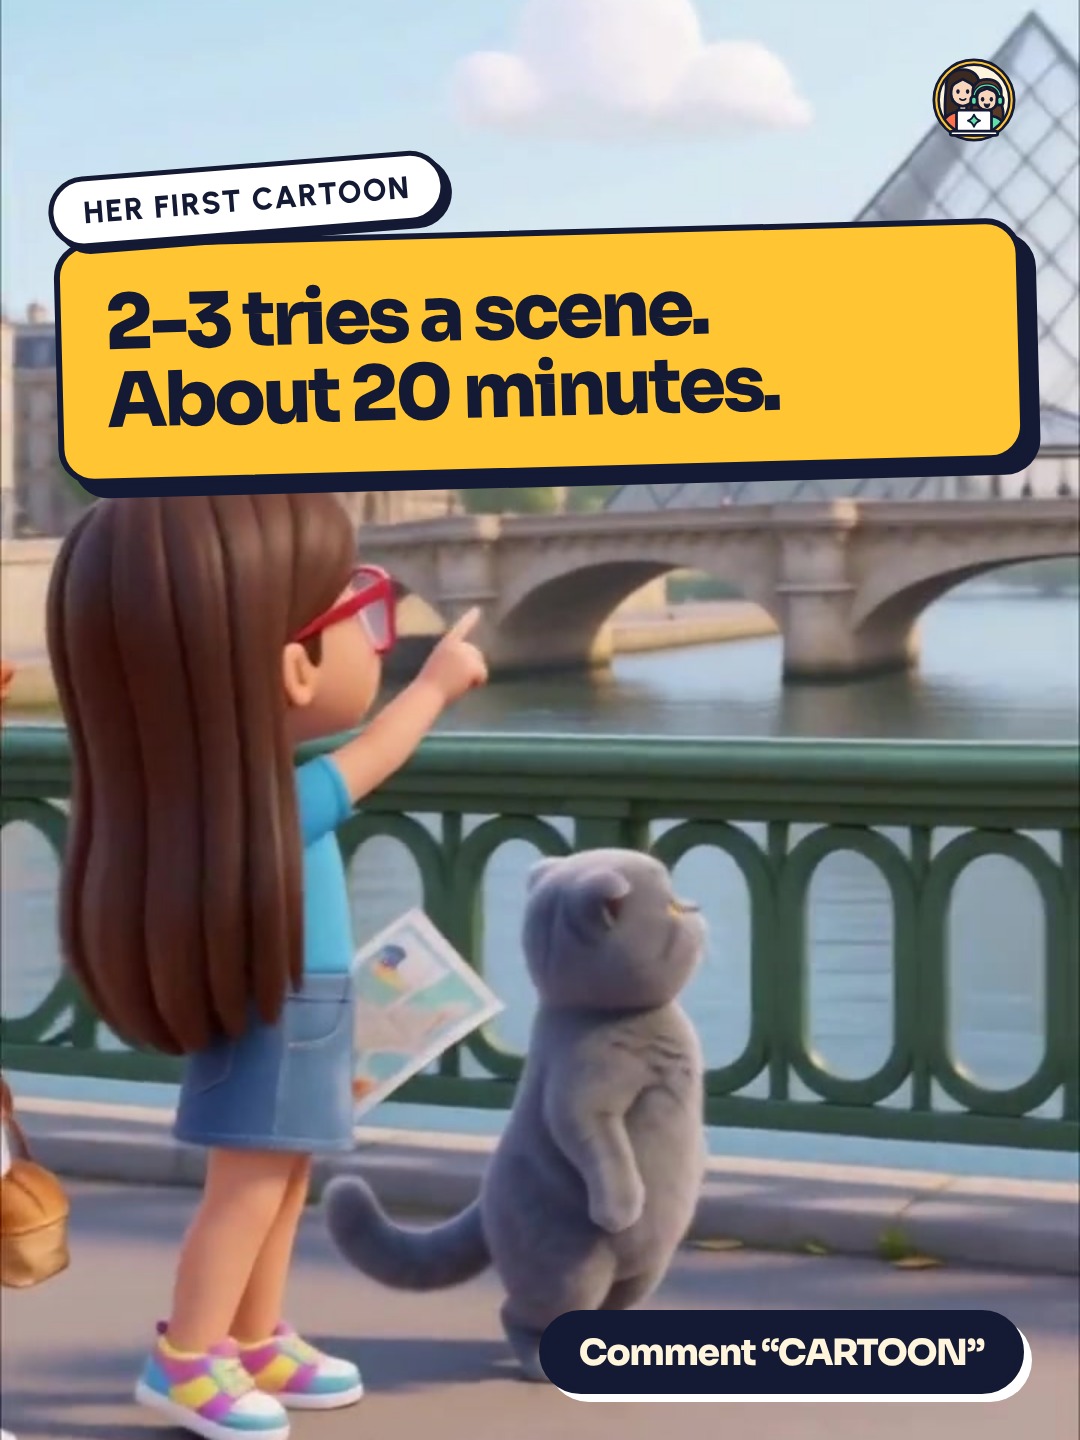 HER FIRST CARTOON
2–3 tries a scene.
About 20 minutes.
Comment “CARTOON”